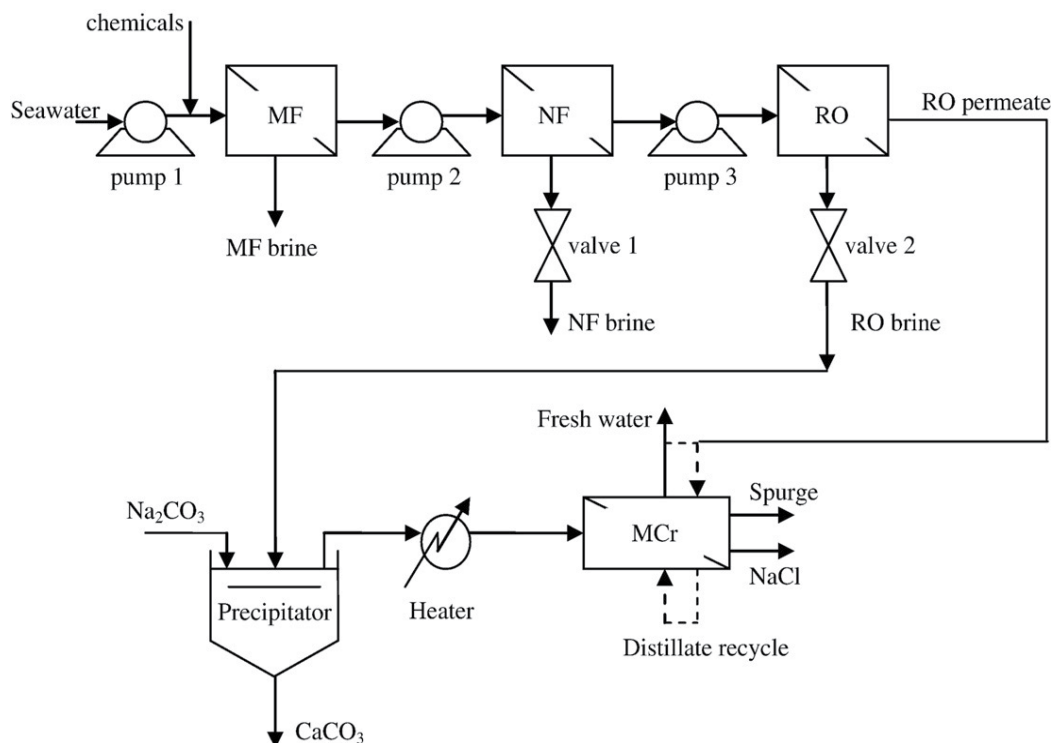 chemicals
Seawater
MF
NF
RO
RO permeate
pump 1
pump 2
pump 3
MF brine
valve 1
valve 2
NF brine
RO brine
Fresh water
Na₂CO₃
Spurge
MCr
NaCl
Precipitator
Heater
Distillate recycle
CaCO₃